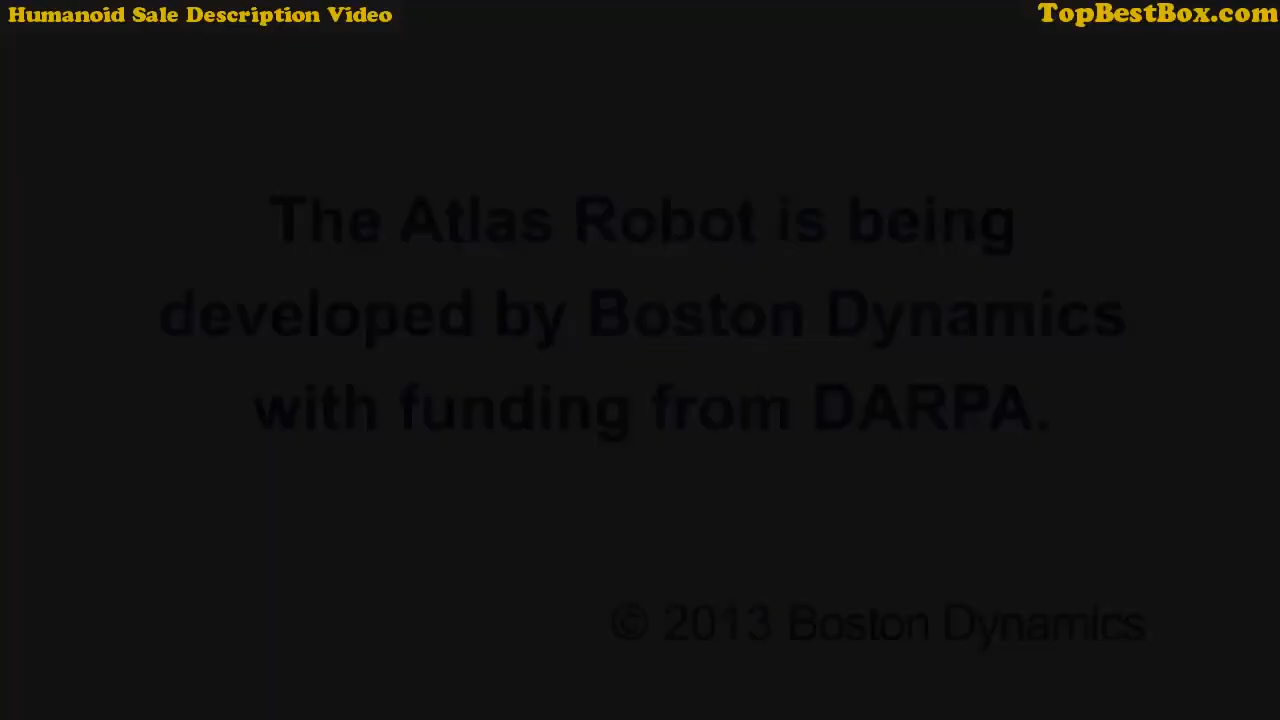 Humanoid Sale Description Video
TopBestBox.com
The Atlas Robot is being
developed by Boston Dynamics
with funding from DARPA.
© 2013 Boston Dynamics